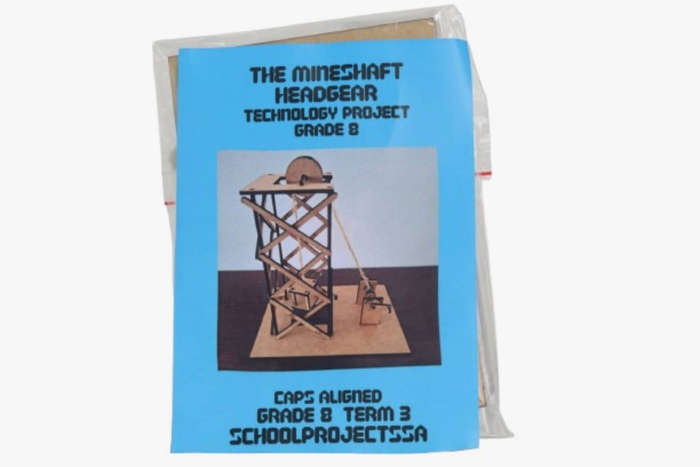 THE MINESHAFT
HEADGEAR
TECHNOLOGY PROJECT
GRADE 8
CAPS ALIGNED
GRADE 8 TERM 3
SCHOOLPROJECTSSA